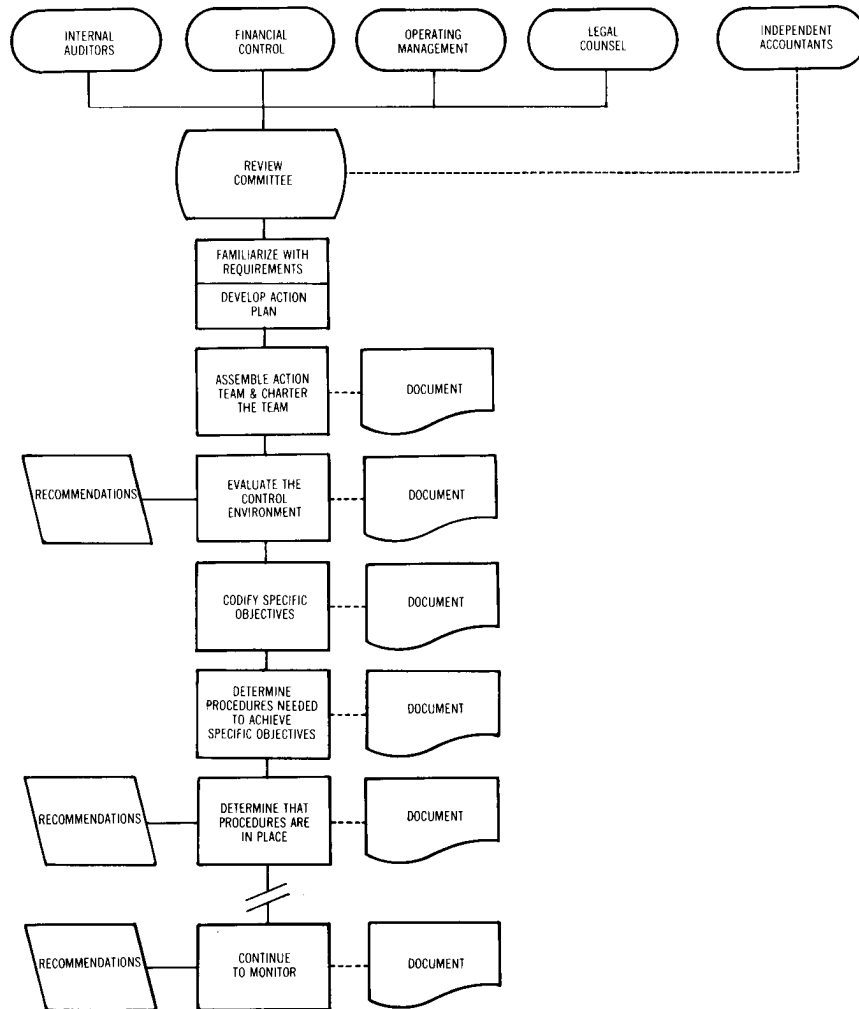 INTERNAL
AUDITORS
FINANCIAL
CONTROL
OPERATING
MANAGEMENT
LEGAL
COUNSEL
INDEPENDENT
ACCOUNTANTS
REVIEW
COMMITTEE
FAMILIARIZE WITH
REQUIREMENTS
DEVELOP ACTION
PLAN
ASSEMBLE ACTION
TEAM & CHARTER
THE TEAM
DOCUMENT
RECOMMENDATIONS
EVALUATE THE
CONTROL
ENVIRONMENT
DOCUMENT
CODIFY SPECIFIC
OBJECTIVES
DOCUMENT
DETERMINE
PROCEDURES NEEDED
TO ACHIEVE
SPECIFIC OBJECTIVES
DOCUMENT
RECOMMENDATIONS
DETERMINE THAT
PROCEDURES ARE
IN PLACE
DOCUMENT
RECOMMENDATIONS
CONTINUE
TO MONITOR
DOCUMENT